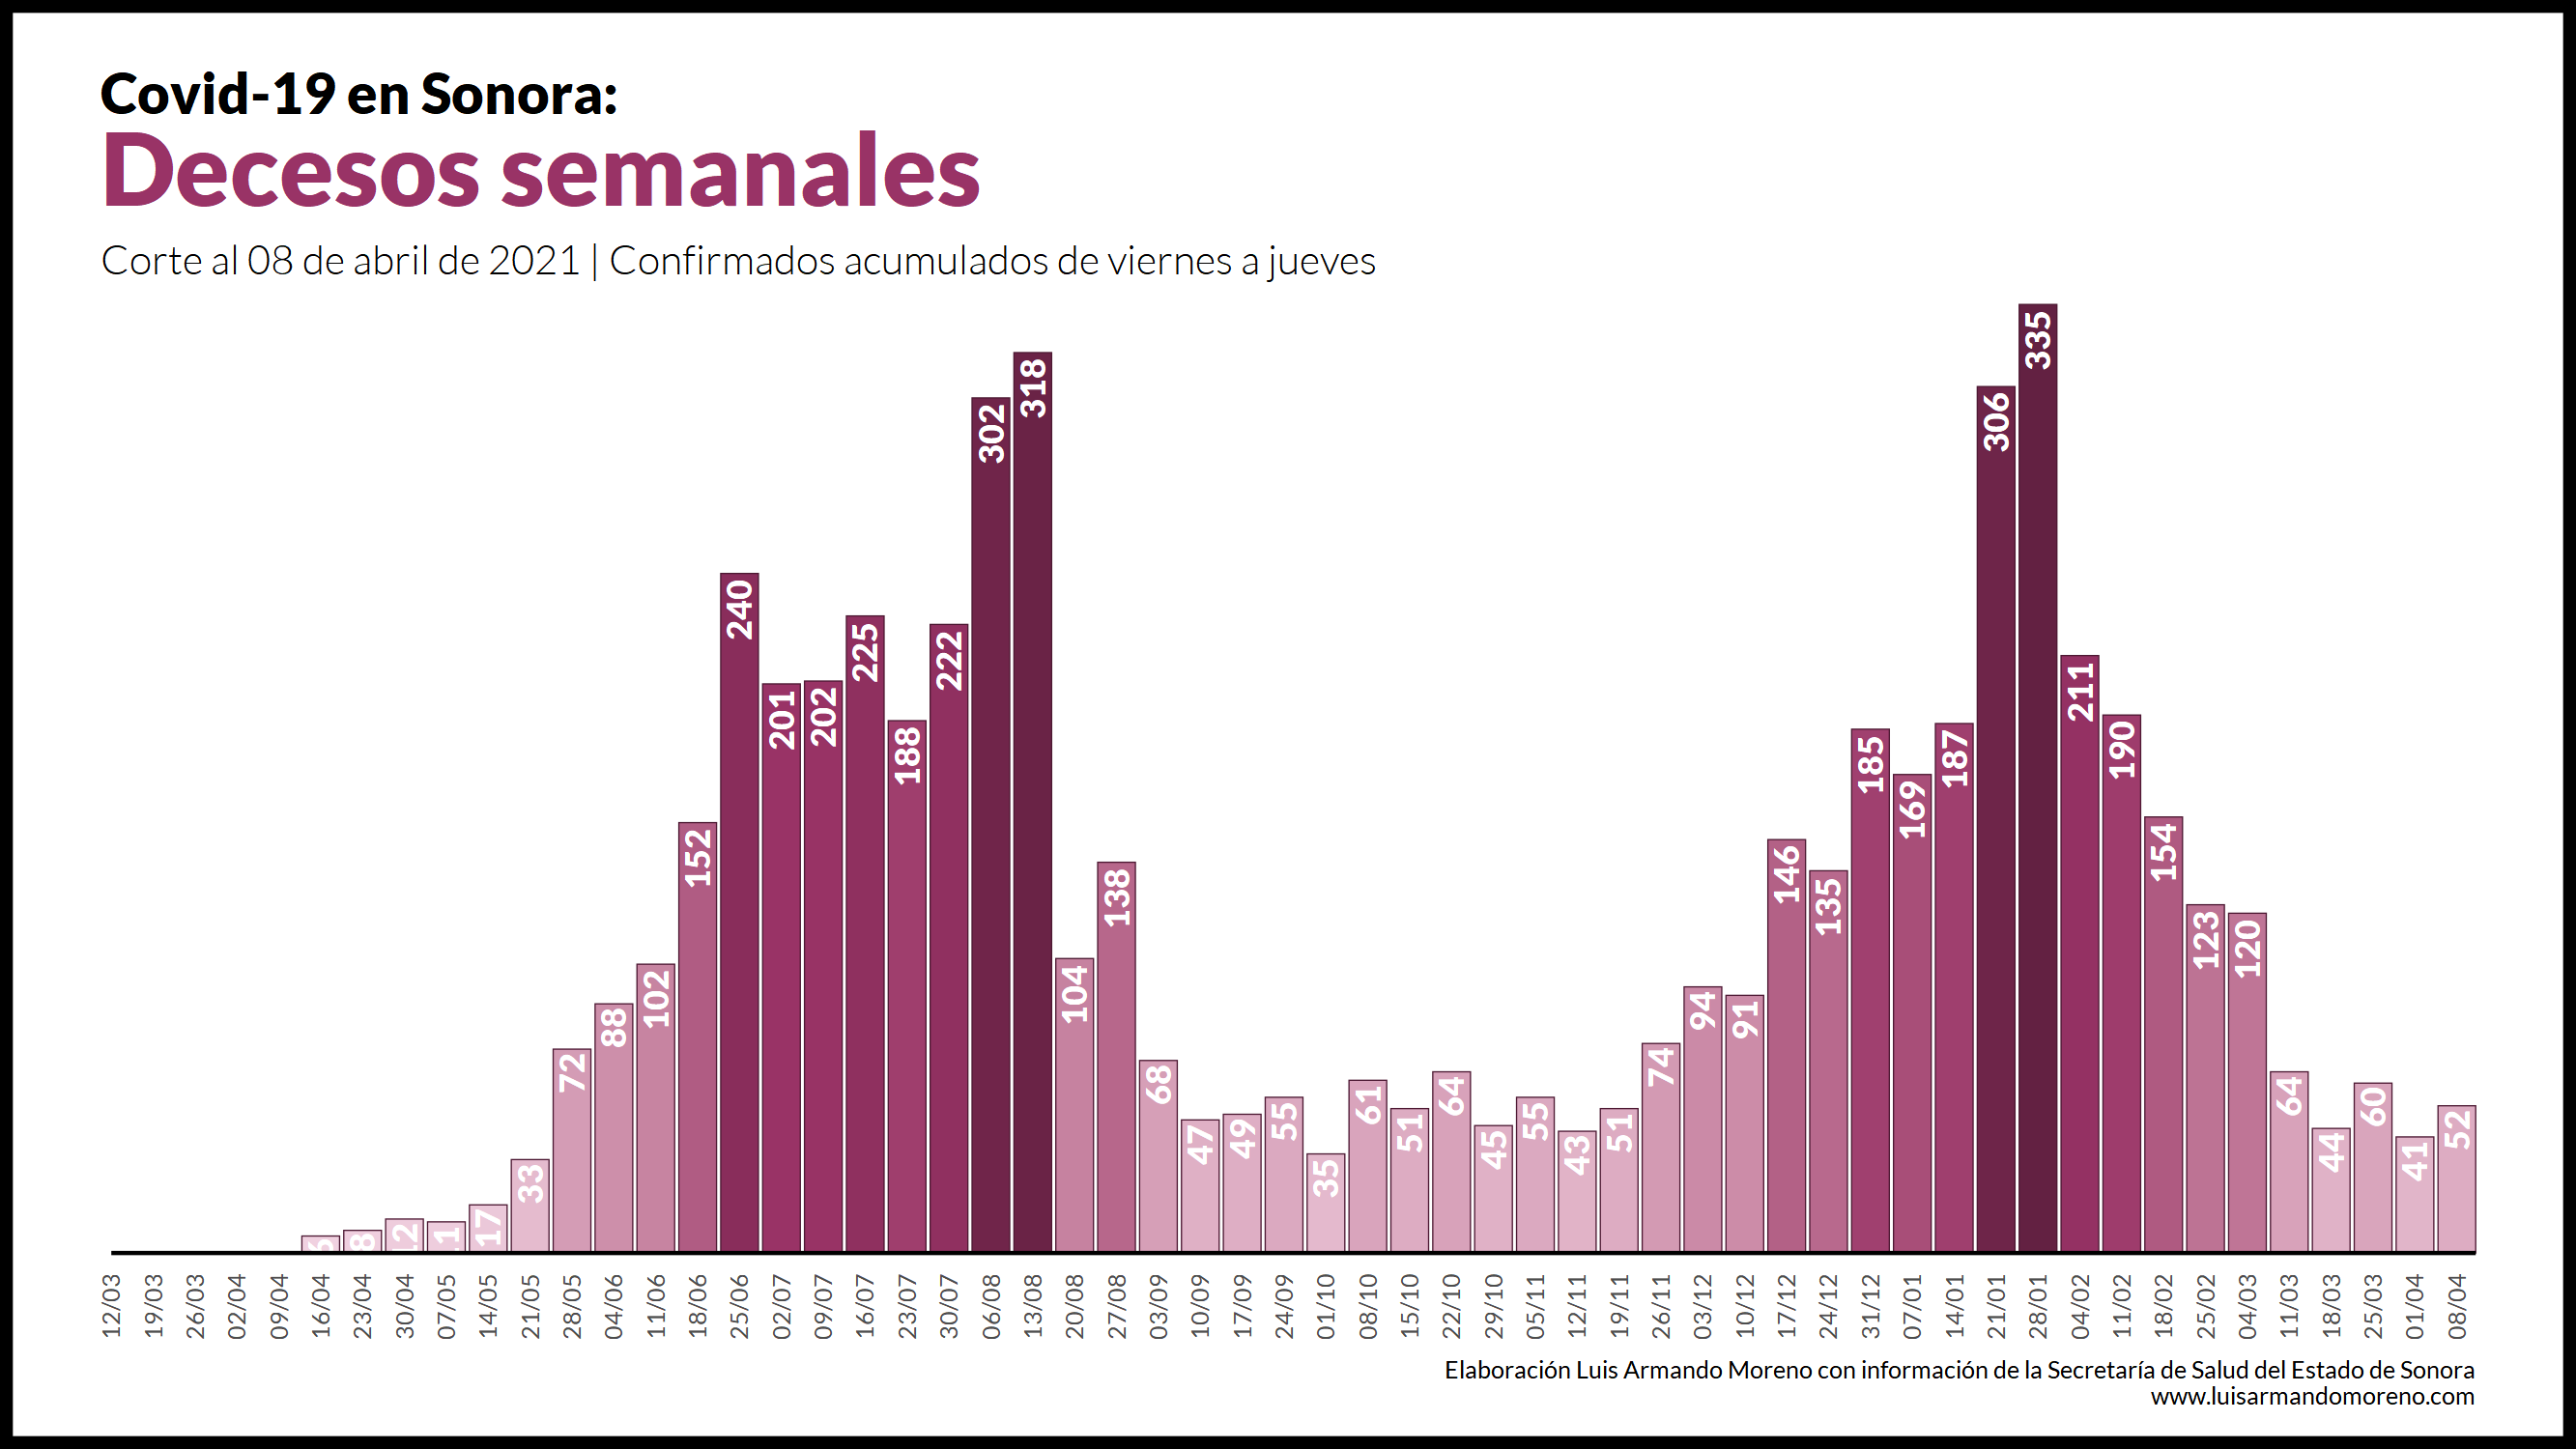 Covid-19 en Sonora:
Decesos semanales
Corte al 08 de abril de 2021 | Confirmados acumulados de viernes a jueves
6 8 12 11 17 33 72 88 102 152 240 201 202 225 188 222 302 318 104 138 68 47 49 55 35 61 51 64 45 55 43 51 74 94 91 146 135 185 169 187 306 335 211 190 154 123 120 64 44 60 41 52
12/03 19/03 26/03 02/04 09/04 16/04 23/04 30/04 07/05 14/05 21/05 28/05 04/06 11/06 18/06 25/06 02/07 09/07 16/07 23/07 30/07 06/08 13/08 20/08 27/08 03/09 10/09 17/09 24/09 01/10 08/10 15/10 22/10 29/10 05/11 12/11 19/11 26/11 03/12 10/12 17/12 24/12 31/12 07/01 14/01 21/01 28/01 04/02 11/02 18/02 25/02 04/03 11/03 18/03 25/03 01/04 08/04
Elaboración Luis Armando Moreno con información de la Secretaría de Salud del Estado de Sonora
www.luisarmandomoreno.com